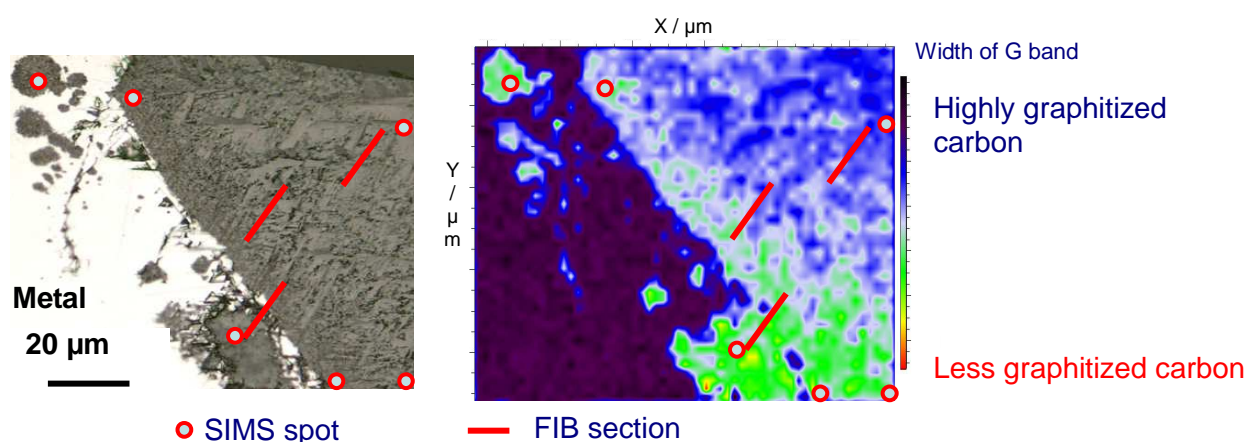 X / µm
Width of G band
Highly graphitized
carbon
Y
/
µ
m
Metal
20 µm
Less graphitized carbon
SIMS spot
FIB section